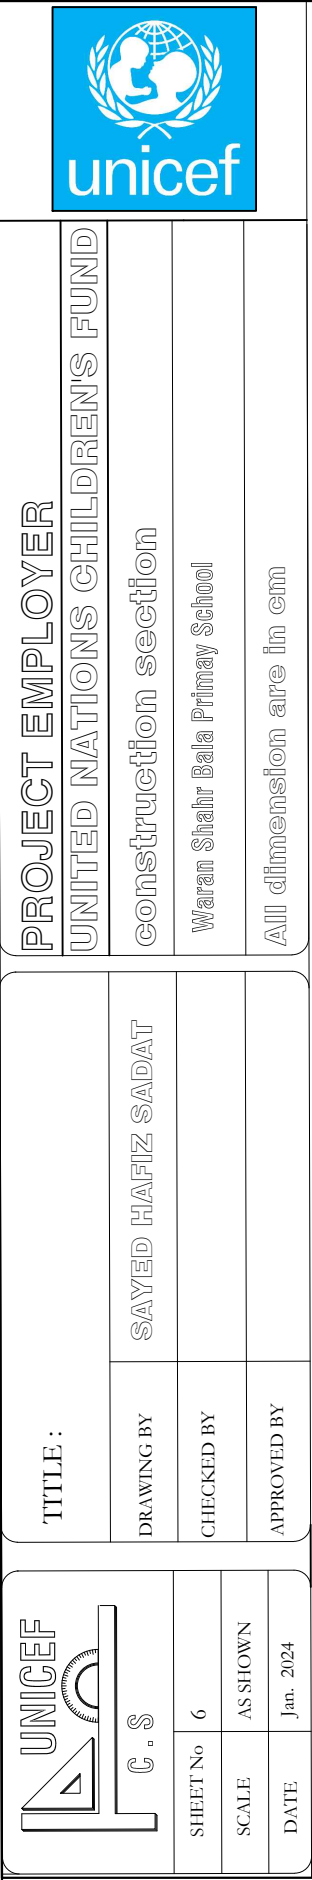 unicef
PROJECT EMPLOYER
UNITED NATIONS CHILDREN'S FUND
construction section
Waran Shahr Bala Primay School
All dimension are in cm
TITLE :
DRAWING BY SAYED HAFIZ SADAT
CHECKED BY
APPROVED BY
UNICEF
C . S
SHEET No 6
SCALE AS SHOWN
DATE Jan. 2024